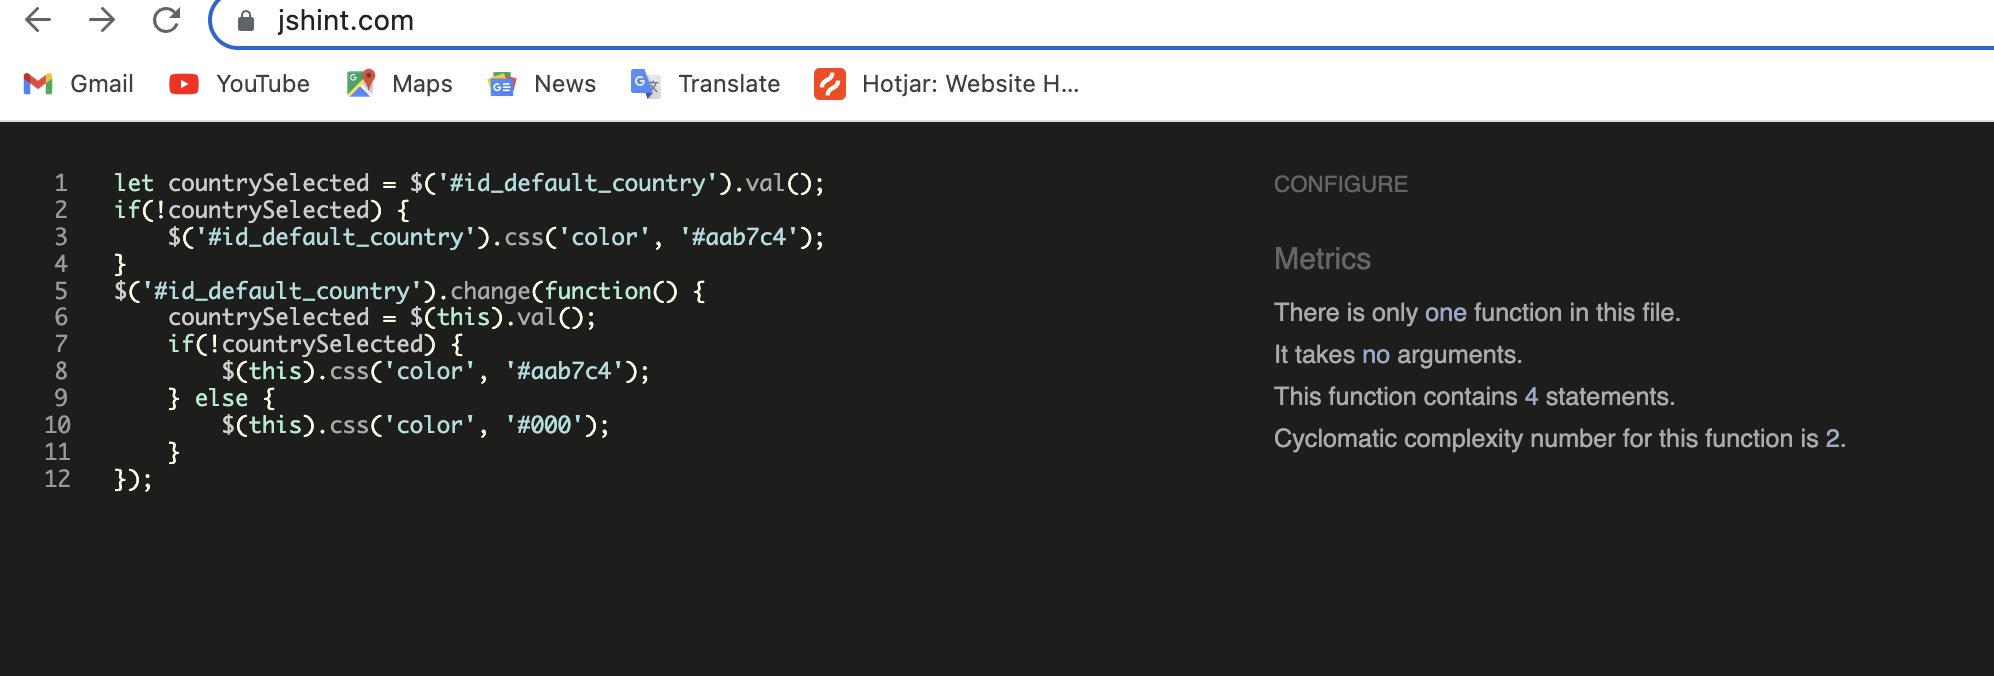 jshint.com
Gmail YouTube Maps News Translate Hotjar: Website H...
1 let countrySelected = $('#id_default_country').val();
2 if(!countrySelected) {
3     $('#id_default_country').css('color', '#aab7c4');
4 }
5 $('#id_default_country').change(function() {
6     countrySelected = $(this).val();
7     if(!countrySelected) {
8         $(this).css('color', '#aab7c4');
9     } else {
10         $(this).css('color', '#000');
11     }
12 });
CONFIGURE
Metrics
There is only one function in this file.
It takes no arguments.
This function contains 4 statements.
Cyclomatic complexity number for this function is 2.